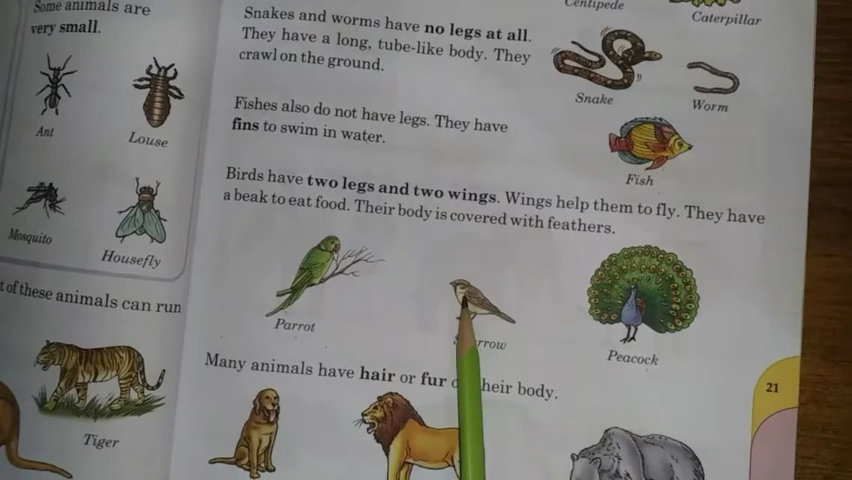 Some animals are
very small.
Ant
Louse
Mosquito
Housefly
of these animals can run
Tiger
Centipede
Caterpillar
Snakes and worms have no legs at all.
They have a long, tube-like body. They
crawl on the ground.
Snake
Worm
Fishes also do not have legs. They have
fins to swim in water.
Fish
Birds have two legs and two wings. Wings help them to fly. They have
a beak to eat food. Their body is covered with feathers.
Parrot
Peacock
Many animals have hair or fur body.
21